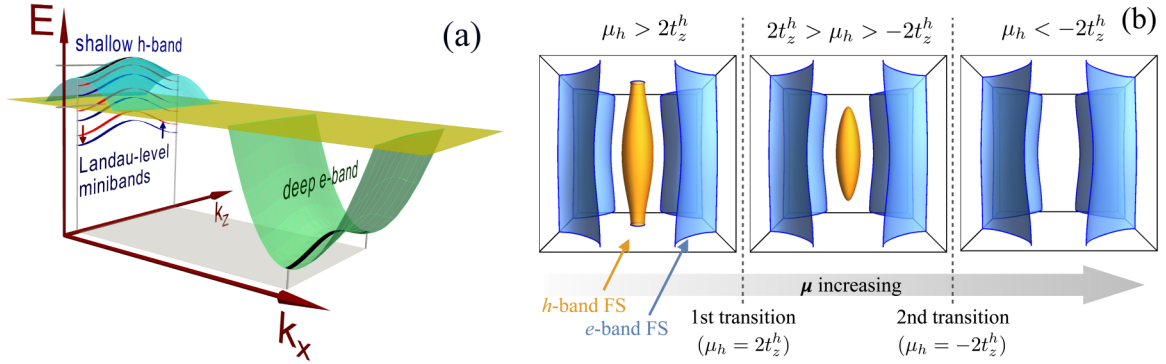 E
(a)
shallow h-band
Landau-level
minibands
deep e-band
k_z
k_x
(b)
μ_h > 2t_z^h
2t_z^h > μ_h > −2t_z^h
μ_h < −2t_z^h
μ increasing
h-band FS
e-band FS
1st transition
(μ_h = 2t_z^h)
2nd transition
(μ_h = −2t_z^h)